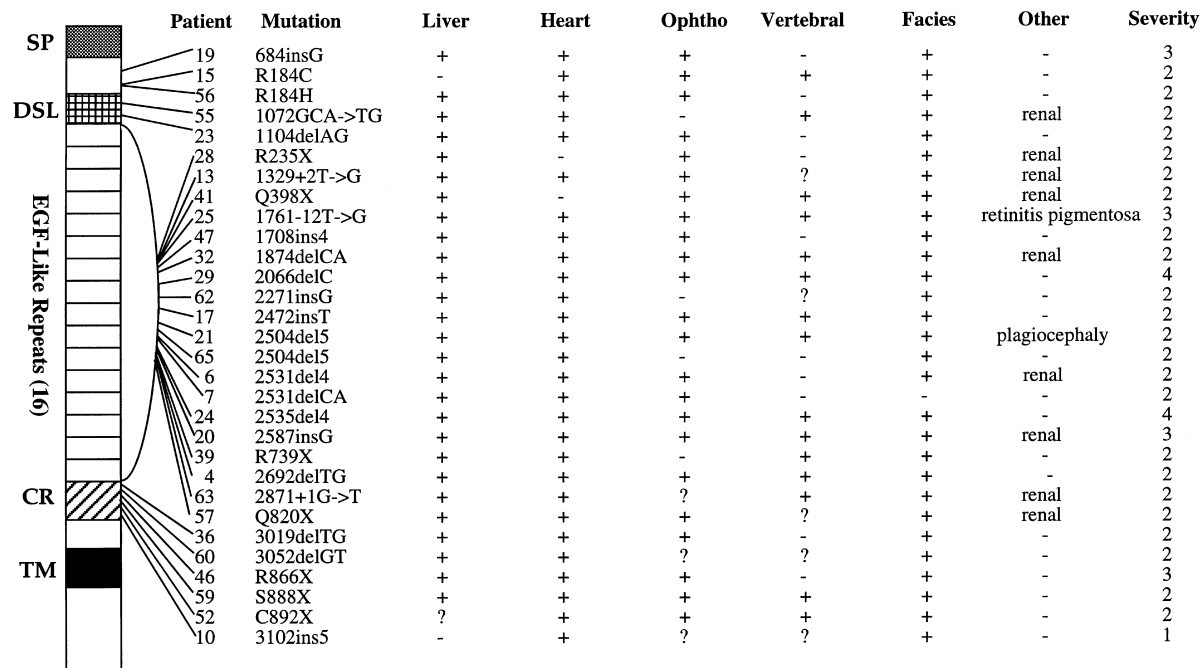 Patient Mutation Liver Heart Ophtho Vertebral Facies Other Severity
SP
19 684insG + + + - + - 3
15 R184C - + + + + - 2
56 R184H + + + - + - 2
DSL
55 1072GCA->TG + + - + + renal 2
23 1104delAG + + + - + - 2
28 R235X + - + - + renal 2
13 1329+2T->G + + + ? + renal 2
41 Q398X + - + + + renal 2
25 1761-12T->G + + + + + retinitis pigmentosa 3
47 1708ins4 + + + - + - 2
32 1874delCA + + + + + renal 2
29 2066delC + + + + + - 4
62 2271insG + + - ? + - 2
EGF-Like Repeats (16)
17 2472insT + + + + + - 2
21 2504del5 + + + + + plagiocephaly 2
65 2504del5 + + - - + - 2
6 2531del4 + + + - + renal 2
7 2531delCA + + + - - - 2
24 2535del4 + + + + + - 4
20 2587insG + + + + + renal 3
39 R739X + + - + + - 2
4 2692delTG + + + + + - 2
CR
63 2871+1G->T + + ? + + renal 2
57 Q820X + + + ? + renal 2
36 3019delTG + + + - + - 2
60 3052delGT + + ? ? + - 2
TM
46 R866X + + + - + - 3
59 S888X + + + + + - 2
52 C892X ? + + + + - 2
10 3102ins5 - + ? ? + - 1